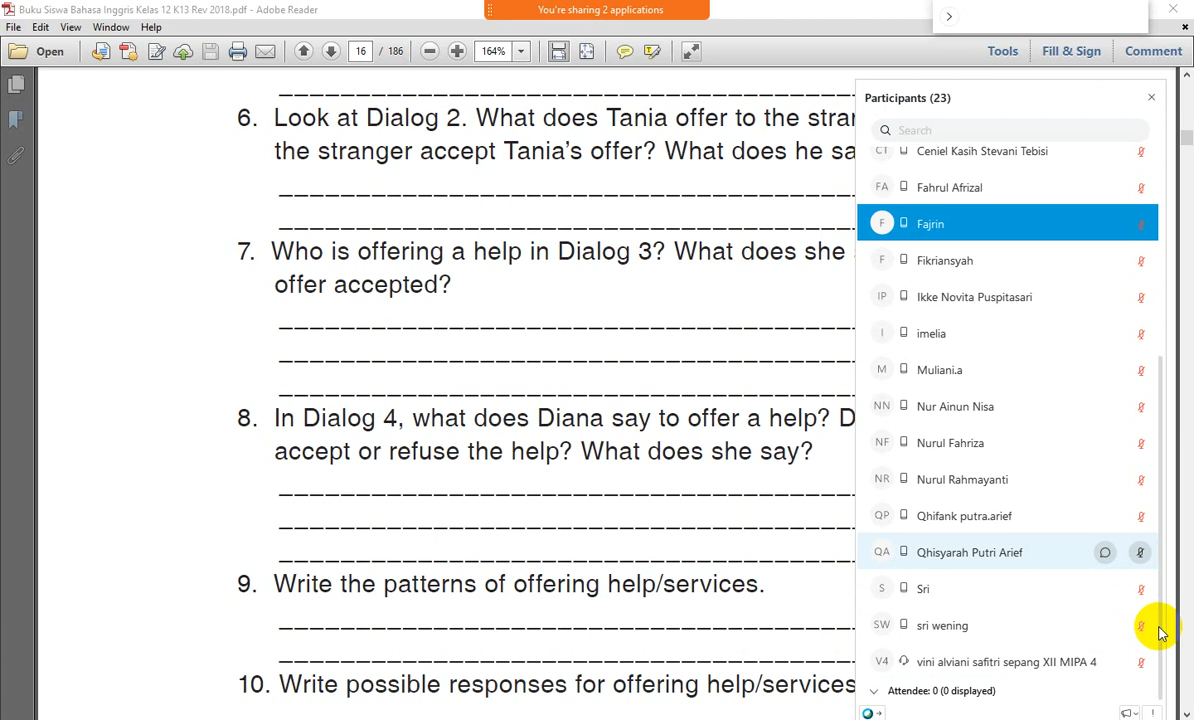 Buku Siswa Bahasa Inggris Kelas 12 K13 Rev 2018.pdf - Adobe Reader
You're sharing 2 applications
File Edit View Window Help
Open 16 / 186 164% Tools Fill & Sign Comment
6. Look at Dialog 2. What does Tania offer to the stran
the stranger accept Tania's offer? What does he sa
7. Who is offering a help in Dialog 3? What does she
offer accepted?
8. In Dialog 4, what does Diana say to offer a help? D
accept or refuse the help? What does she say?
9. Write the patterns of offering help/services.
10. Write possible responses for offering help/services
Participants (23)
Search
CT Ceniel Kasih Stevani Tebisi
FA Fahrul Afrizal
F Fajrin
F Fikriansyah
IP Ikke Novita Puspitasari
I imelia
M Muliani.a
NN Nur Ainun Nisa
NF Nurul Fahriza
NR Nurul Rahmayanti
QP Qhifank putra.arief
QA Qhisyarah Putri Arief
S Sri
SW sri wening
V4 vini alviani safitri sepang XII MIPA 4
Attendee: 0 (0 displayed)